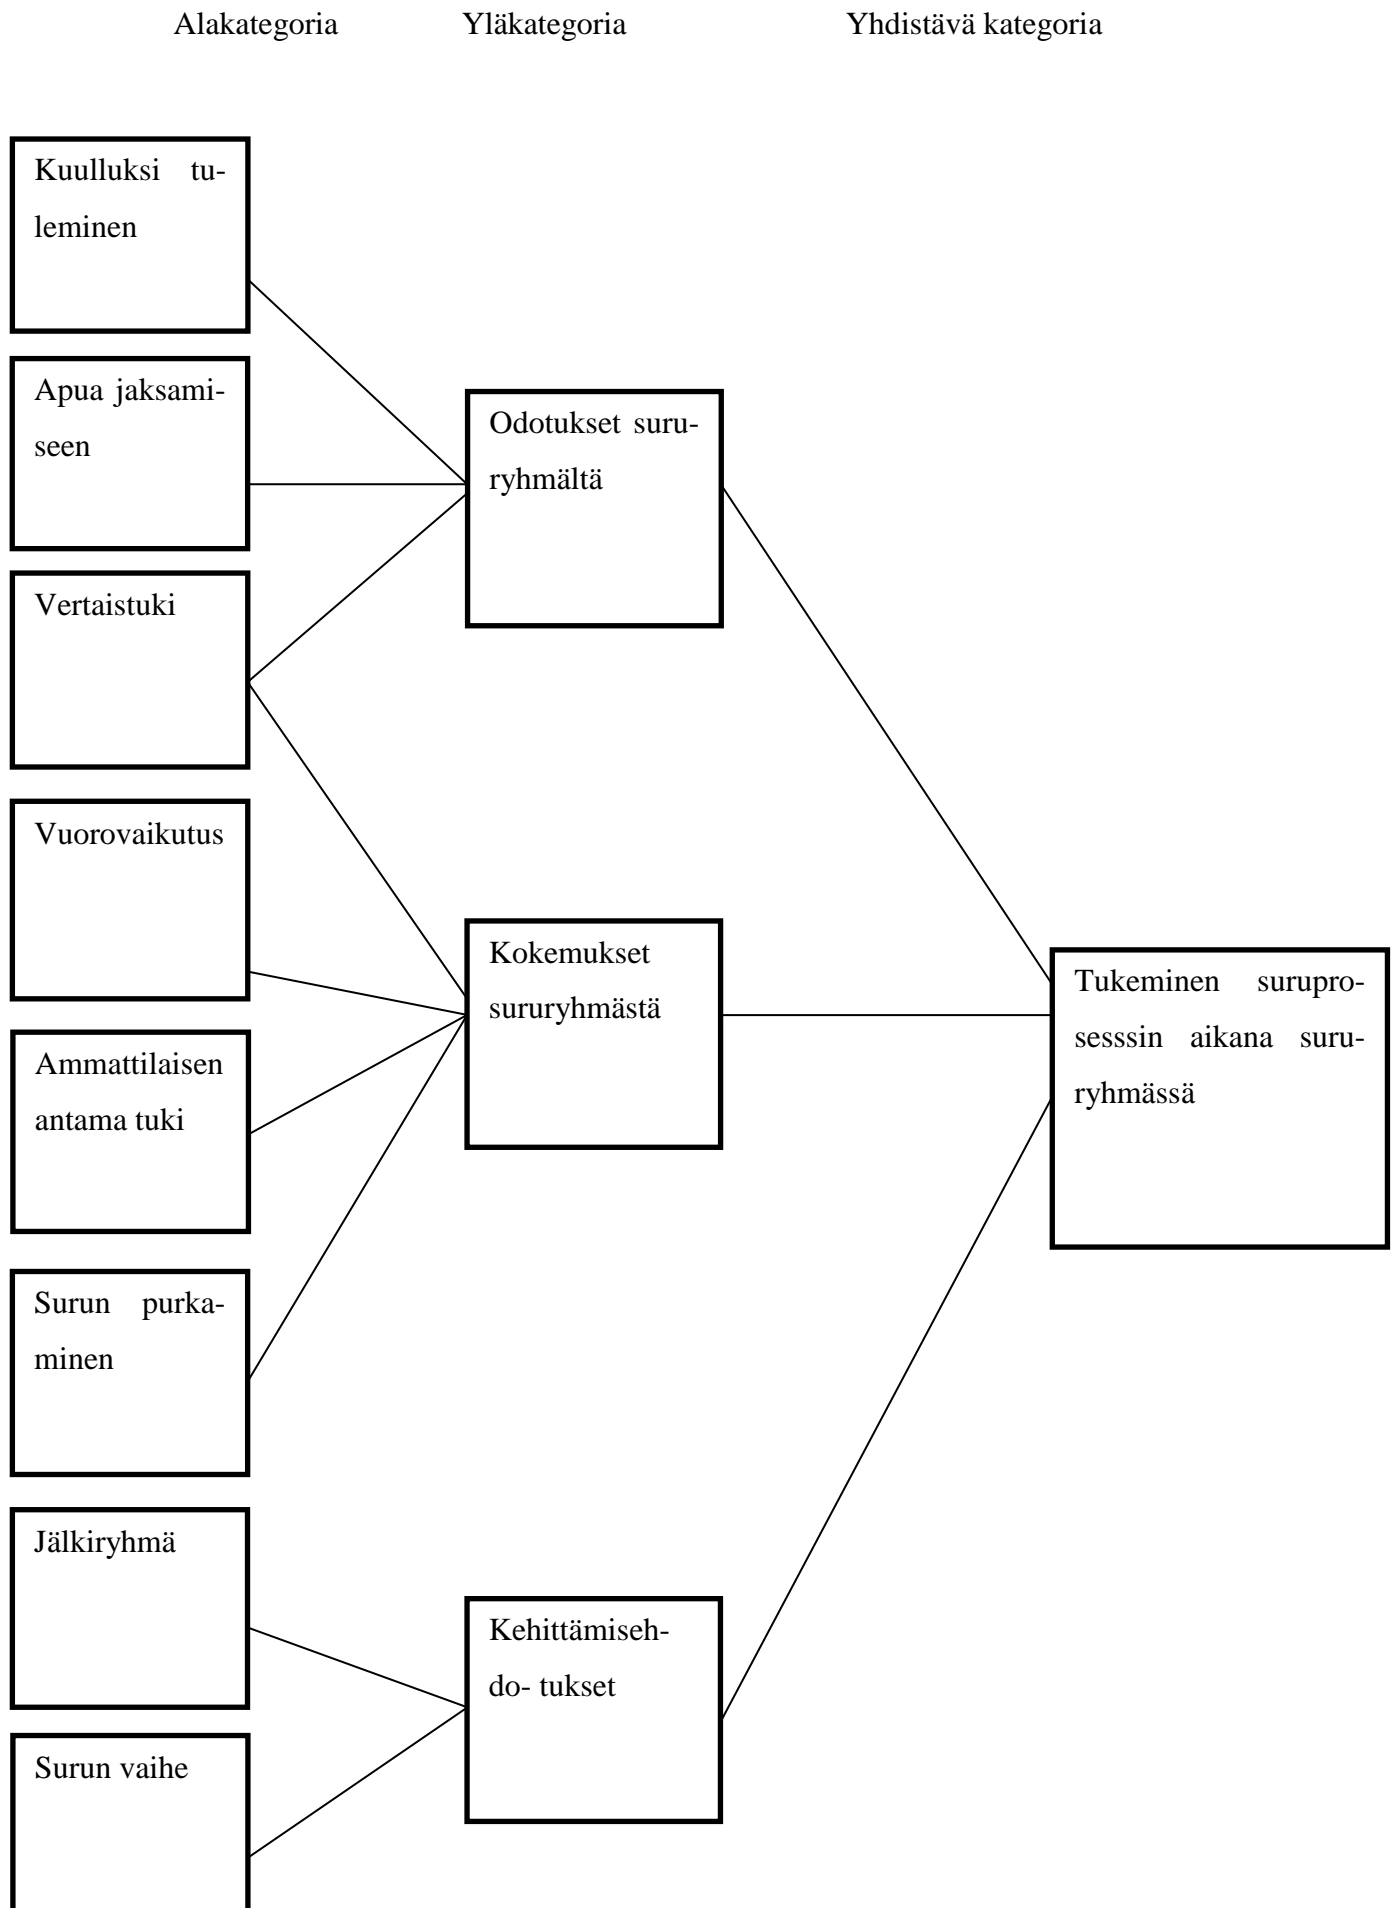 Alakategoria Yläkategoria Yhdistävä kategoria
Kuulluksi tu-
leminen
Apua jaksami-
seen
Odotukset suru-
ryhmältä
Vertaistuki
Vuorovaikutus
Kokemukset
sururyhmästä
Tukeminen surupro-
sesssin aikana suru-
ryhmässä
Ammattilaisen
antama tuki
Surun purka-
minen
Jälkiryhmä
Kehittämiseh-
do- tukset
Surun vaihe